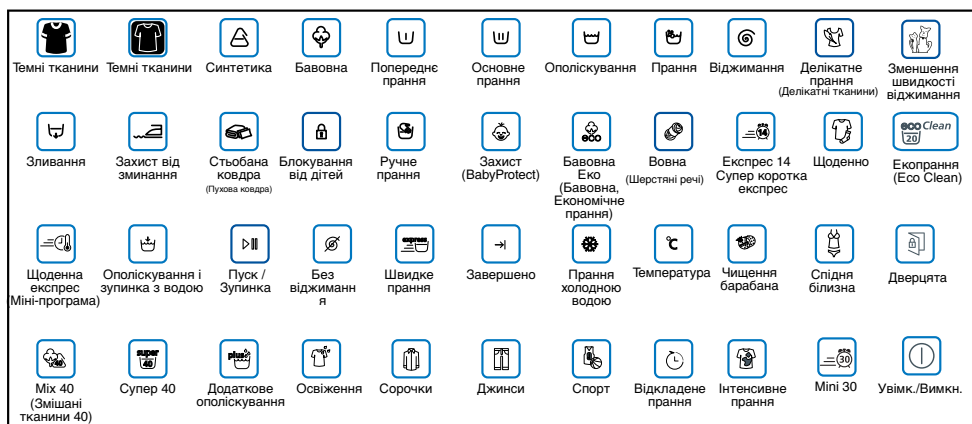 Темні тканини
Темні тканини
Синтетика
Бавовна
Попереднє
прання
Основне
прання
Ополіскування
Прання
Віджимання
Делікатне
прання
(Делікатні тканини)
Зменшення
швидкості
віджимання
Зливання
Захист від
зминання
Стьобана
ковдра
(Пухова ковдра)
Блокування
від дітей
Ручне
прання
Захист
(BabyProtect)
eco
Бавовна
Еко
(Бавовна,
Економічне
прання)
Вовна
(Шерстяні речі)
14
Експрес 14
Супер коротка
експрес
Щоденно
eco Clean
20
Екопрання
(Eco Clean)
Щоденна
експрес
(Міні-програма)
Ополіскування і
зупинка з водою
Пуск /
Зупинка
Без
віджиманн
я
express
Швидке
прання
Завершено
Прання
холодною
водою
°C
Температура
Чищення
барабана
Спідня
білизна
Дверцята
40
Mix 40
(Змішані
тканини 40)
super
40
Супер 40
plus
Додаткове
ополіскування
Освіження
Сорочки
Джинси
Спорт
Відкладене
прання
Інтенсивне
прання
30
Mini 30
Увімк./Вимкн.